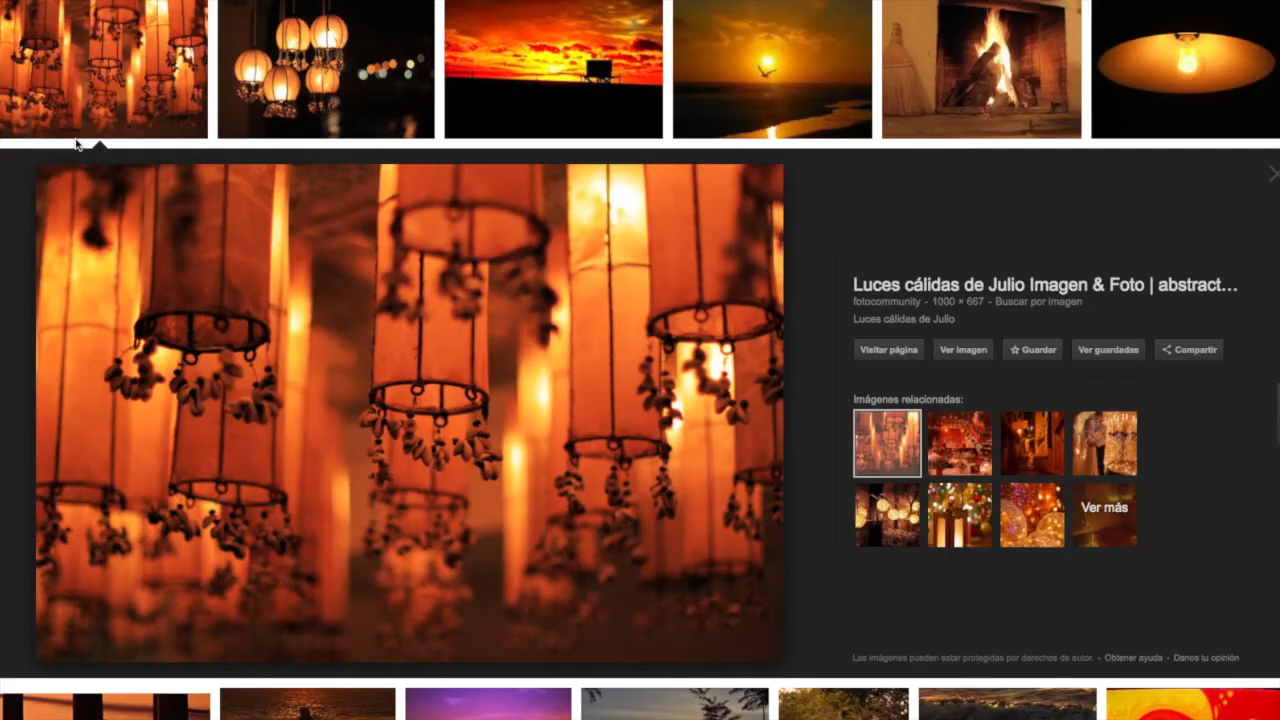 Luces cálidas de Julio Imagen & Foto | abstract...
fotocommunity - 1000 × 667 - Buscar por imagen
Luces cálidas de Julio
Visitar página
Ver imagen
Guardar
Ver guardadas
Compartir
Imágenes relacionadas:
Ver más
Las imágenes pueden estar protegidas por derechos de autor. - Obtener ayuda - Danos tu opinión